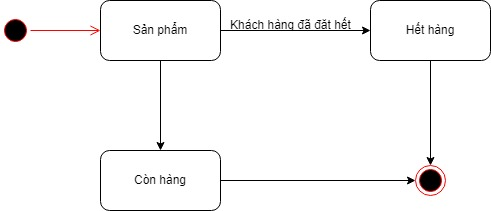 Sản phẩm
Khách hàng đã đặt hết
Hết hàng
Còn hàng